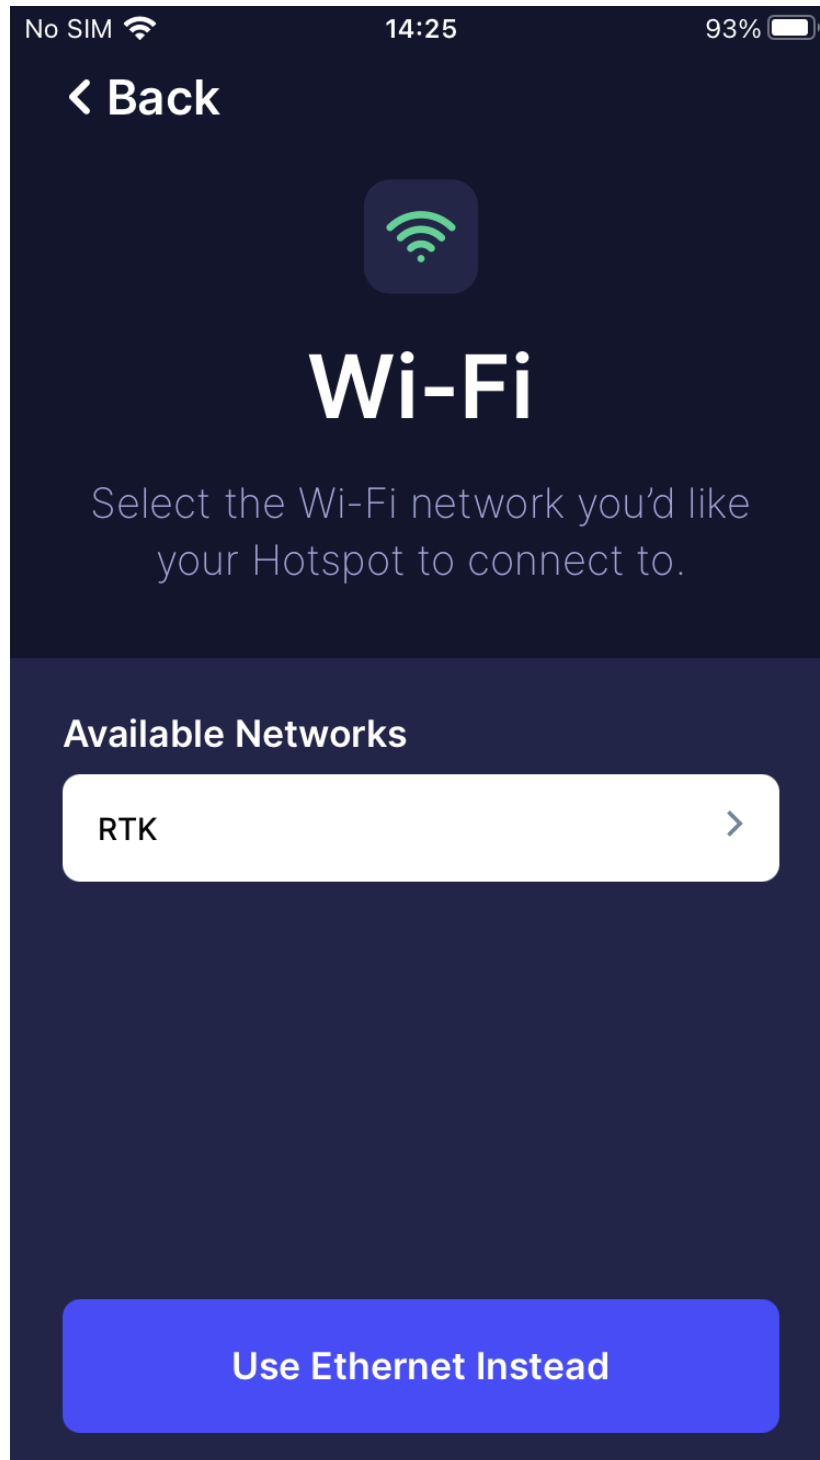 No SIM 14:25 93%
Back
Wi-Fi
Select the Wi-Fi network you’d like
your Hotspot to connect to.
Available Networks
RTK
Use Ethernet Instead